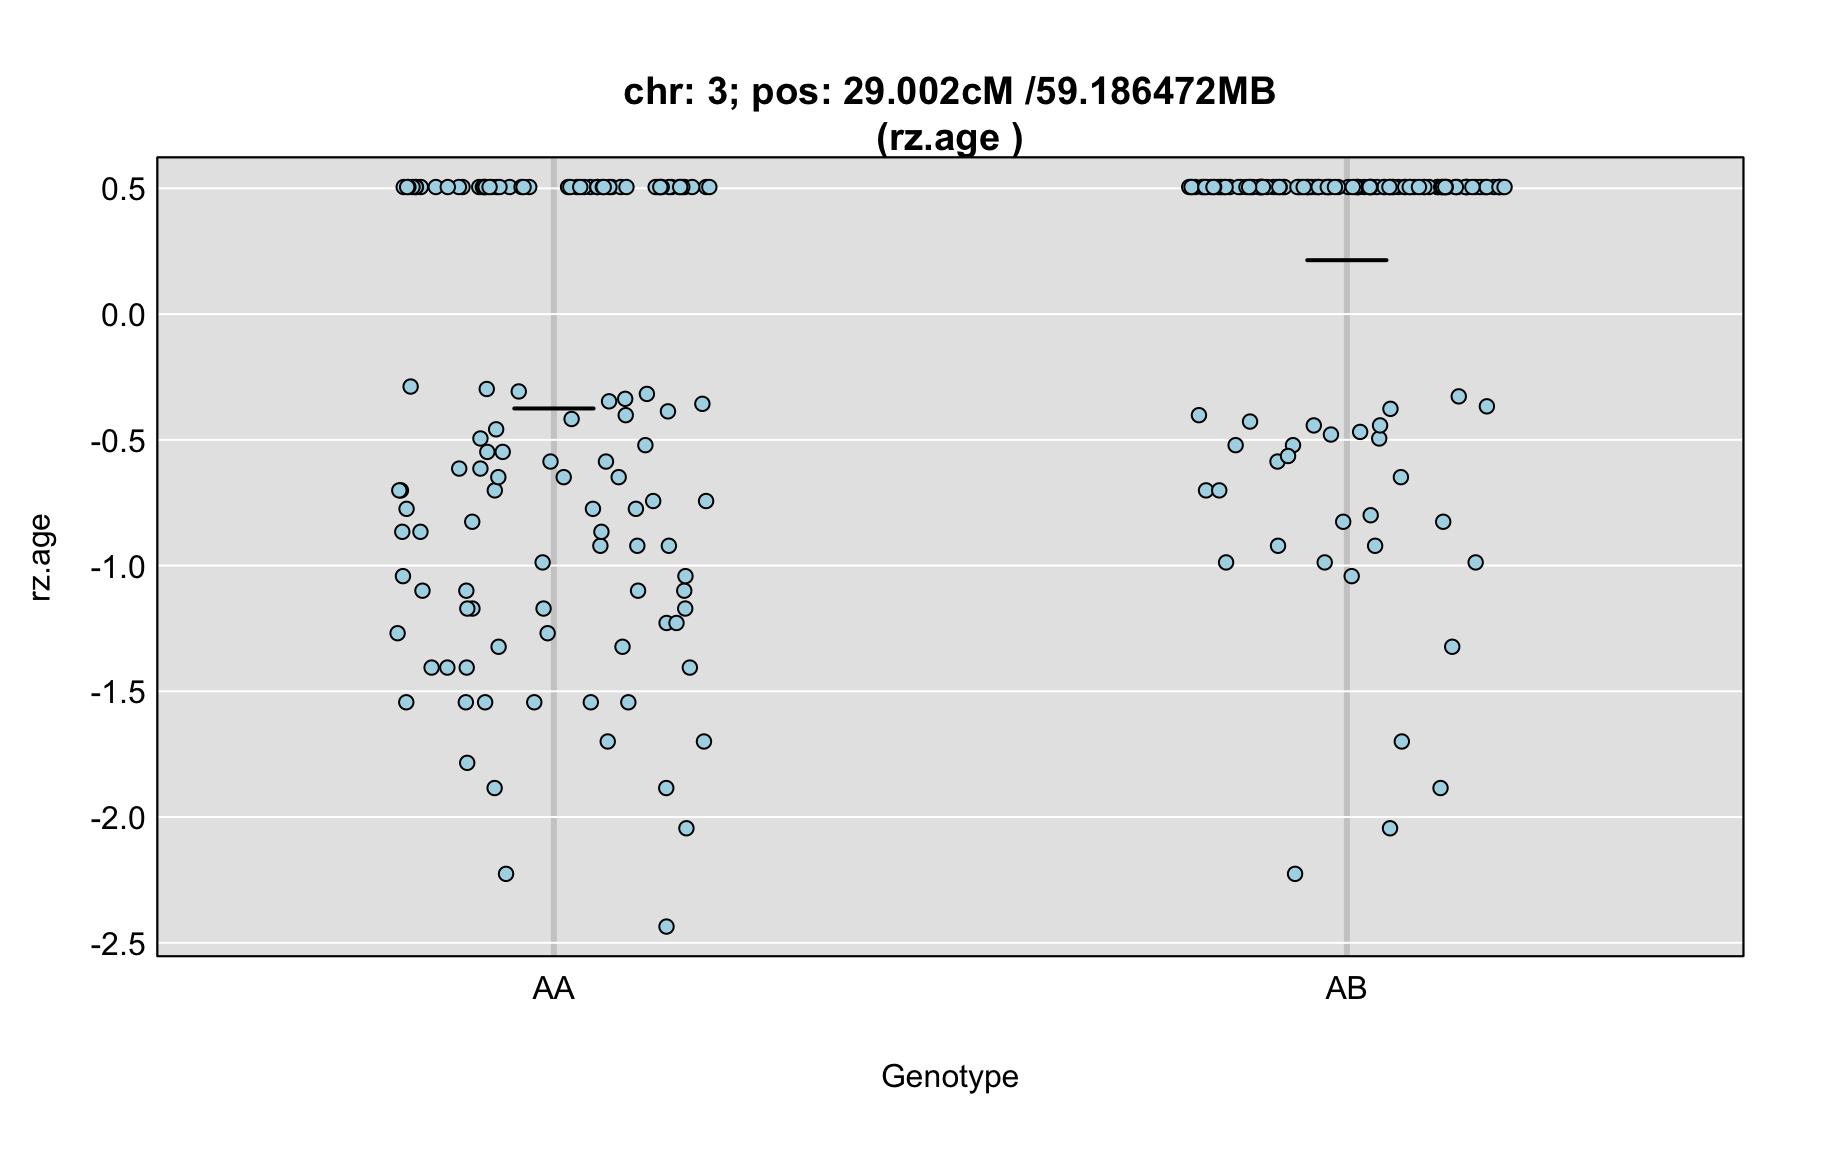 chr: 3; pos: 29.002cM /59.186472MB
(rz.age )
0.5
0.0
-0.5
-1.0
-1.5
-2.0
-2.5
rz.age
AA
AB
Genotype